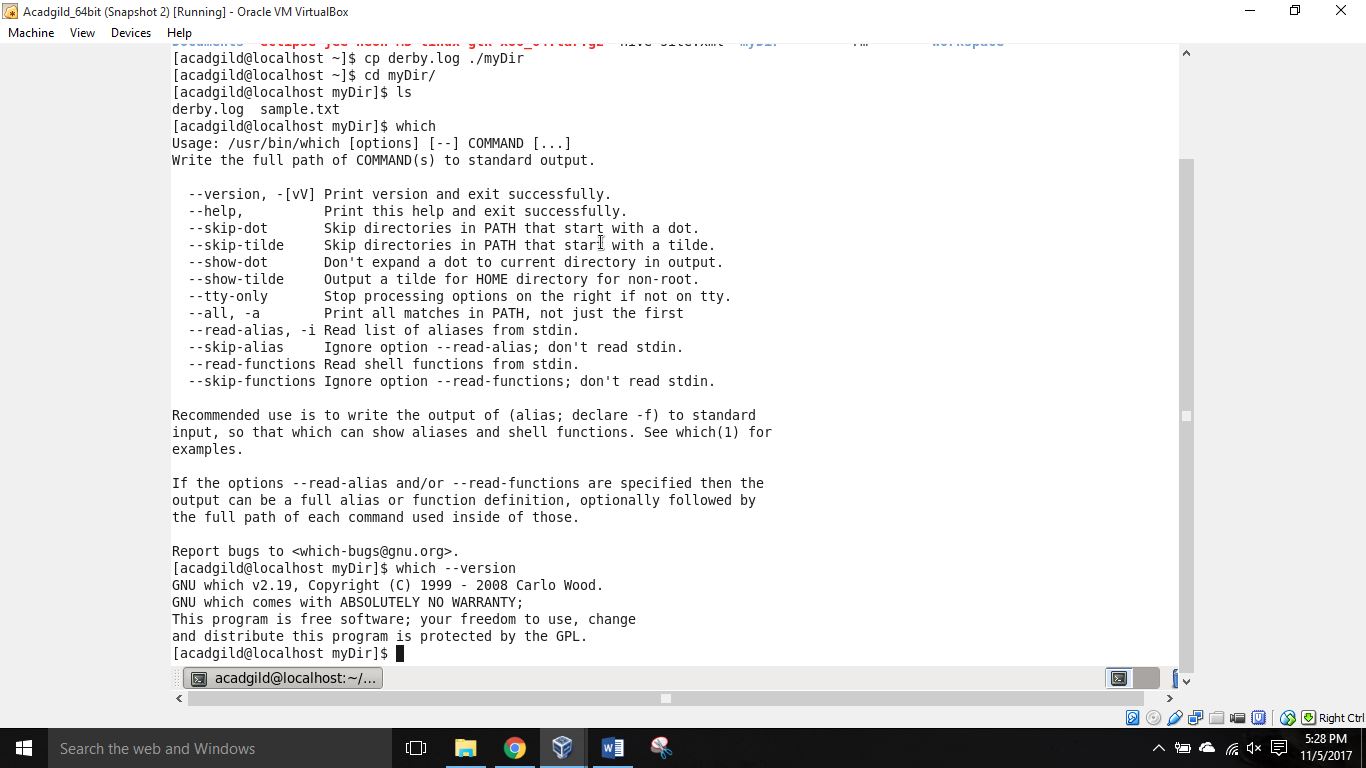 Acadgild_64bit (Snapshot 2) [Running] - Oracle VM VirtualBox
Machine View Devices Help
[acadgild@localhost ~]$ cp derby.log ./myDir
[acadgild@localhost ~]$ cd myDir/
[acadgild@localhost myDir]$ ls
derby.log  sample.txt
[acadgild@localhost myDir]$ which
Usage: /usr/bin/which [options] [--] COMMAND [...]
Write the full path of COMMAND(s) to standard output.
--version, -[vV] Print version and exit successfully.
--help,          Print this help and exit successfully.
--skip-dot       Skip directories in PATH that start with a dot.
--skip-tilde     Skip directories in PATH that start with a tilde.
--show-dot       Don't expand a dot to current directory in output.
--show-tilde     Output a tilde for HOME directory for non-root.
--tty-only       Stop processing options on the right if not on tty.
--all, -a        Print all matches in PATH, not just the first
--read-alias, -i Read list of aliases from stdin.
--skip-alias     Ignore option --read-alias; don't read stdin.
--read-functions Read shell functions from stdin.
--skip-functions Ignore option --read-functions; don't read stdin.
Recommended use is to write the output of (alias; declare -f) to standard
input, so that which can show aliases and shell functions. See which(1) for
examples.
If the options --read-alias and/or --read-functions are specified then the
output can be a full alias or function definition, optionally followed by
the full path of each command used inside of those.
Report bugs to <which-bugs@gnu.org>.
[acadgild@localhost myDir]$ which --version
GNU which v2.19, Copyright (C) 1999 - 2008 Carlo Wood.
GNU which comes with ABSOLUTELY NO WARRANTY;
This program is free software; your freedom to use, change
and distribute this program is protected by the GPL.
[acadgild@localhost myDir]$
acadgild@localhost:~/...
Right Ctrl
Search the web and Windows
5:28 PM
11/5/2017